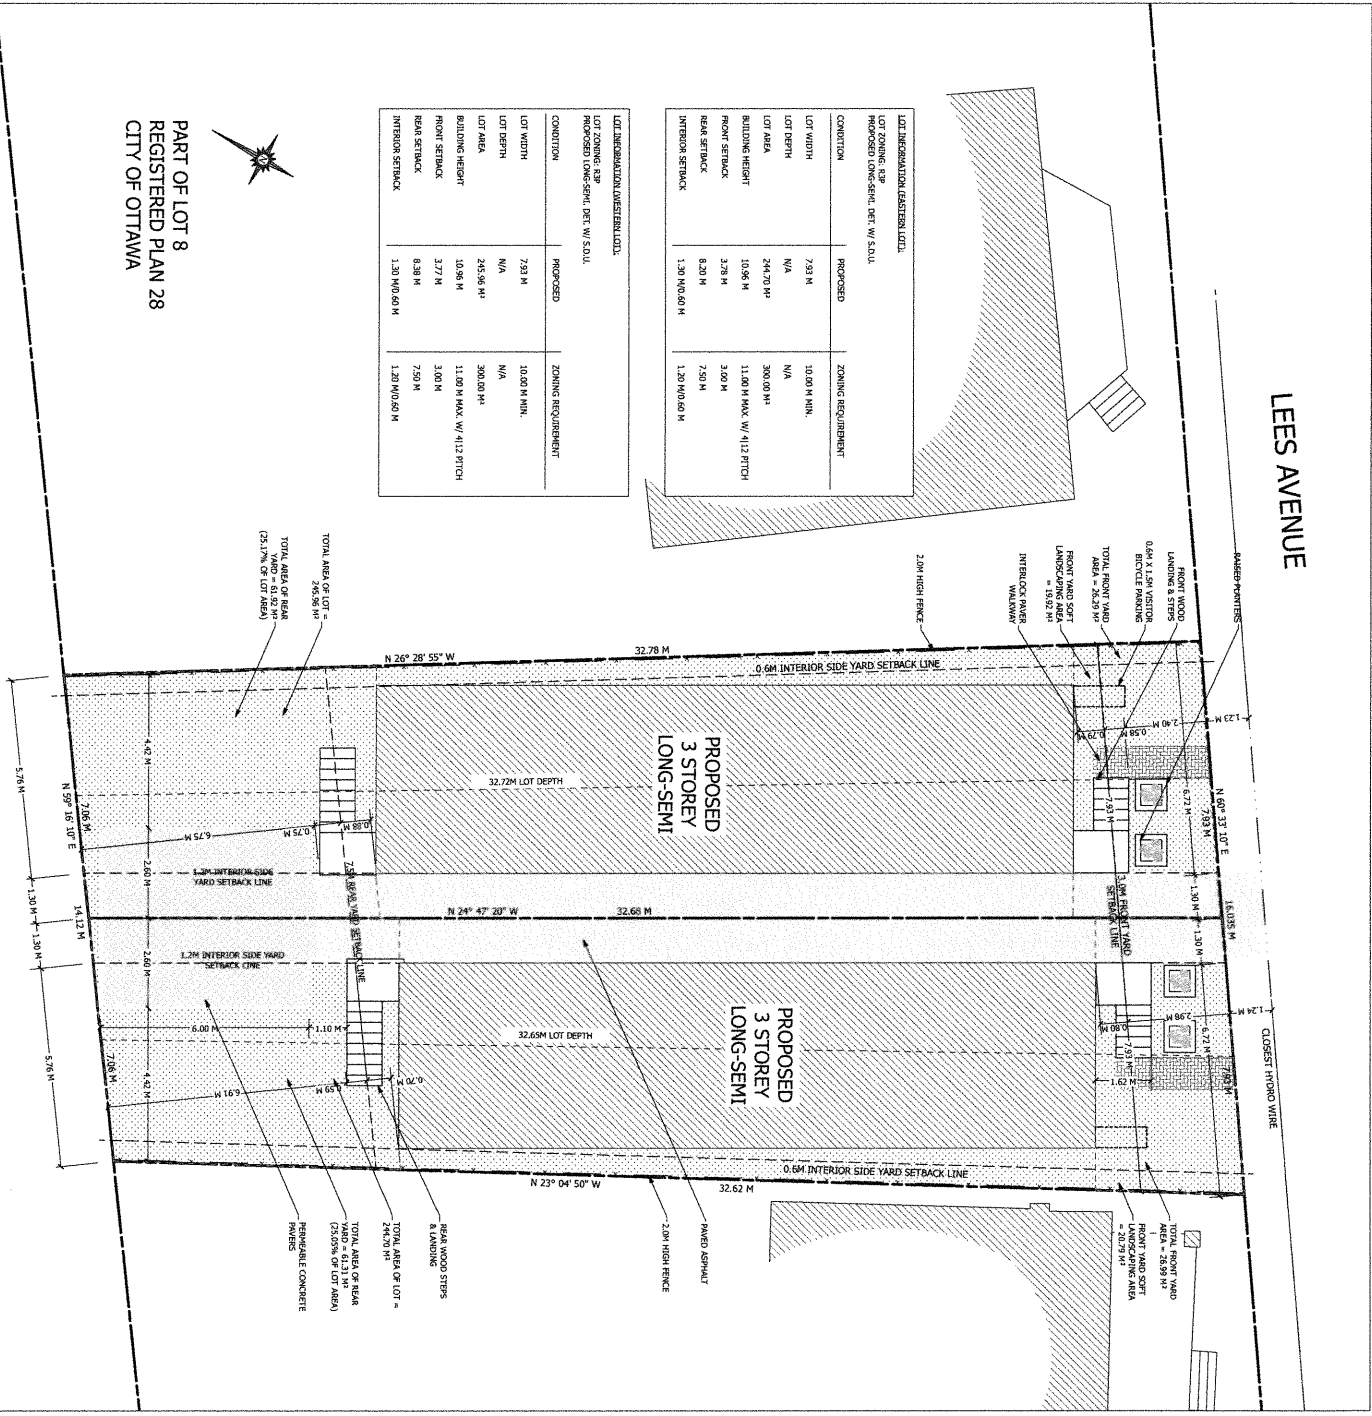 LEES AVENUE
LOT INFORMATION (EASTERN LOT):
LOT ZONING: R3P
PROPOSED LONG-SEMI. DET. W/ S.D.U.
CONDITION PROPOSED ZONING REQUIREMENT
LOT WIDTH 7.93 M 10.00 M MIN.
LOT DEPTH N/A N/A
LOT AREA 244.70 M² 300.00 M²
BUILDING HEIGHT 10.96 M 11.00 M MAX. W/ 4|12 PITCH
FRONT SETBACK 3.78 M 3.00 M
REAR SETBACK 8.20 M 7.50 M
INTERIOR SETBACK 1.30 M/0.60 M 1.20 M/0.60 M
LOT INFORMATION (WESTERN LOT):
LOT ZONING: R3P
PROPOSED LONG-SEMI. DET. W/ S.D.U.
CONDITION PROPOSED ZONING REQUIREMENT
LOT WIDTH 7.93 M 10.00 M MIN.
LOT DEPTH N/A N/A
LOT AREA 245.96 M² 300.00 M²
BUILDING HEIGHT 10.96 M 11.00 M MAX. W/ 4|12 PITCH
FRONT SETBACK 3.77 M 3.00 M
REAR SETBACK 8.38 M 7.50 M
INTERIOR SETBACK 1.30 M/0.60 M 1.20 M/0.60 M
PART OF LOT 8
REGISTERED PLAN 28
CITY OF OTTAWA
RAISED PLANTERS
FRONT WOOD
LANDING & STEPS
0.6M X 1.5M VISITOR
BICYCLE PARKING
TOTAL FRONT YARD
AREA = 26.29 M²
FRONT YARD SOFT
LANDSCAPING AREA
= 19.92 M²
INTERLOCK PAVER
WALKWAY
2.0M HIGH FENCE
TOTAL AREA OF LOT =
245.96 M²
TOTAL AREA OF REAR
YARD = 61.92 M²
(25.17% OF LOT AREA)
N 26° 28' 55" W
32.78 M
0.6M INTERIOR SIDE YARD SETBACK LINE
1.23 M
2.40 M
0.58 M
0.79 M
N 60° 33' 10" E
7.93 M
6.72 M
7.93 M
PROPOSED
3 STOREY
LONG-SEMI
32.72M LOT DEPTH
0.88 M
0.75 M
6.75 M
4.42 M
5.76 M
7.06 M
N 59° 16' 10" E
2.60 M
1.2M INTERIOR SIDE
YARD SETBACK LINE
7.5M REAR YARD SETBACK LINE
3.0M FRONT YARD
SETBACK LINE
1.30 M
16.035 M
1.30 M
N 24° 47' 20" W
32.68 M
1.30 M
14.12 M
1.30 M
2.60 M
1.2M INTERIOR SIDE YARD
SETBACK LINE
1.24 M
2.98 M
0.80 M
6.72 M
7.93 M
7.93 M
1.62 M
CLOSEST HYDRO WIRE
PROPOSED
3 STOREY
LONG-SEMI
32.65M LOT DEPTH
6.00 M
1.10 M
0.70 M
0.59 M
6.91 M
7.06 M
4.42 M
5.76 M
0.6M INTERIOR SIDE YARD SETBACK LINE
N 23° 04' 50" W
32.62 M
TOTAL FRONT YARD
AREA = 26.99 M²
FRONT YARD SOFT
LANDSCAPING AREA
= 20.79 M²
PAVED ASPHALT
2.0M HIGH FENCE
REAR WOOD STEPS
& LANDING
TOTAL AREA OF LOT =
244.70 M²
TOTAL AREA OF REAR
YARD = 61.31 M²
(25.05% OF LOT AREA)
PERMEABLE CONCRETE
PAVERS